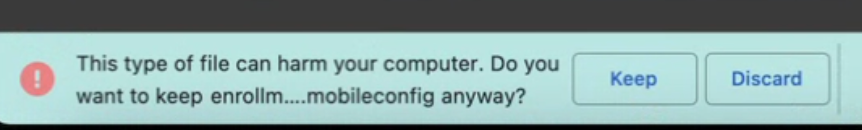 This type of file can harm your computer. Do you
want to keep enrollm....mobileconfig anyway?
Keep
Discard